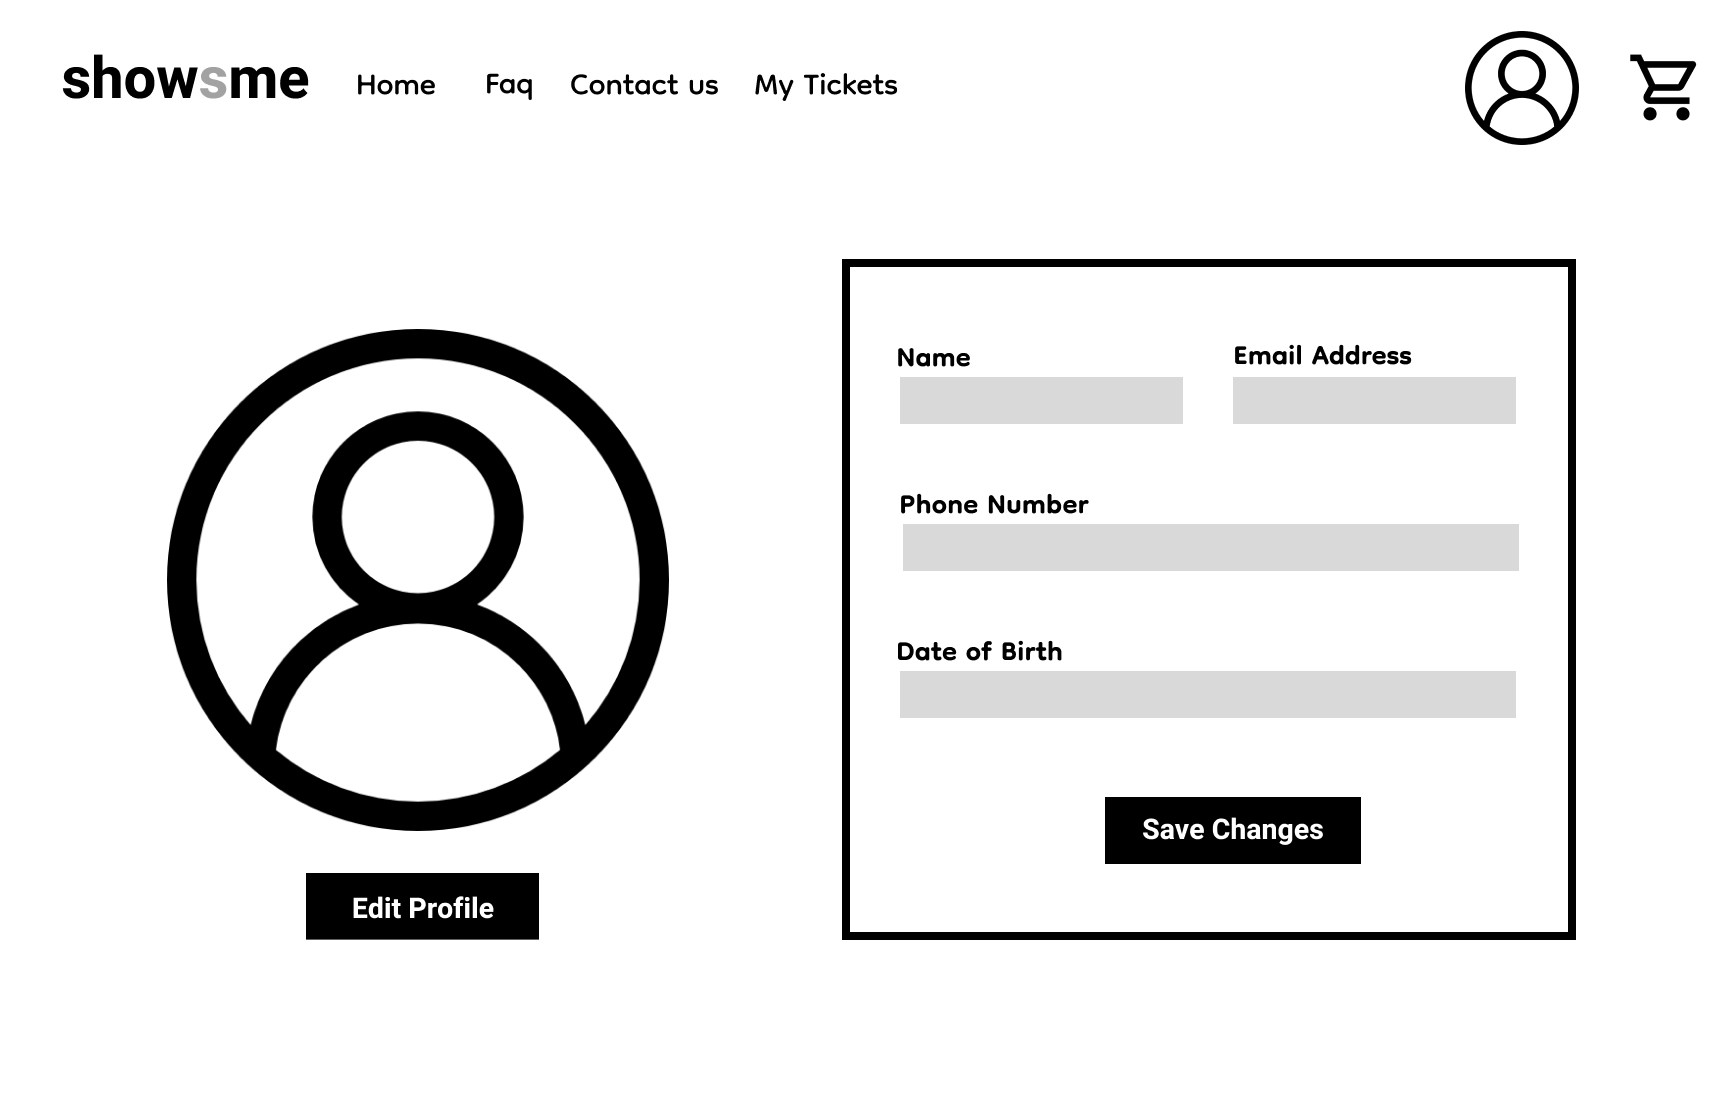 showsme Home Faq Contact us My Tickets
Name Email Address
Phone Number
Date of Birth
Save Changes
Edit Profile